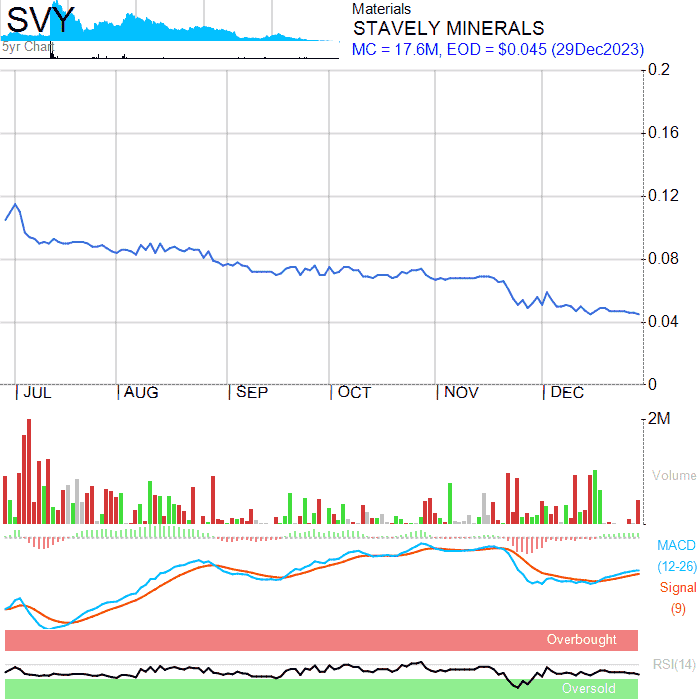 SVY
5yr Chart
Materials
STAVELY MINERALS
MC = 17.6M, EOD = $0.045 (29Dec2023)
0.2
0.16
0.12
0.08
0.04
0
JUL AUG SEP OCT NOV DEC
2M
Volume
MACD
(12-26)
Signal
(9)
Overbought
RSI(14)
Oversold